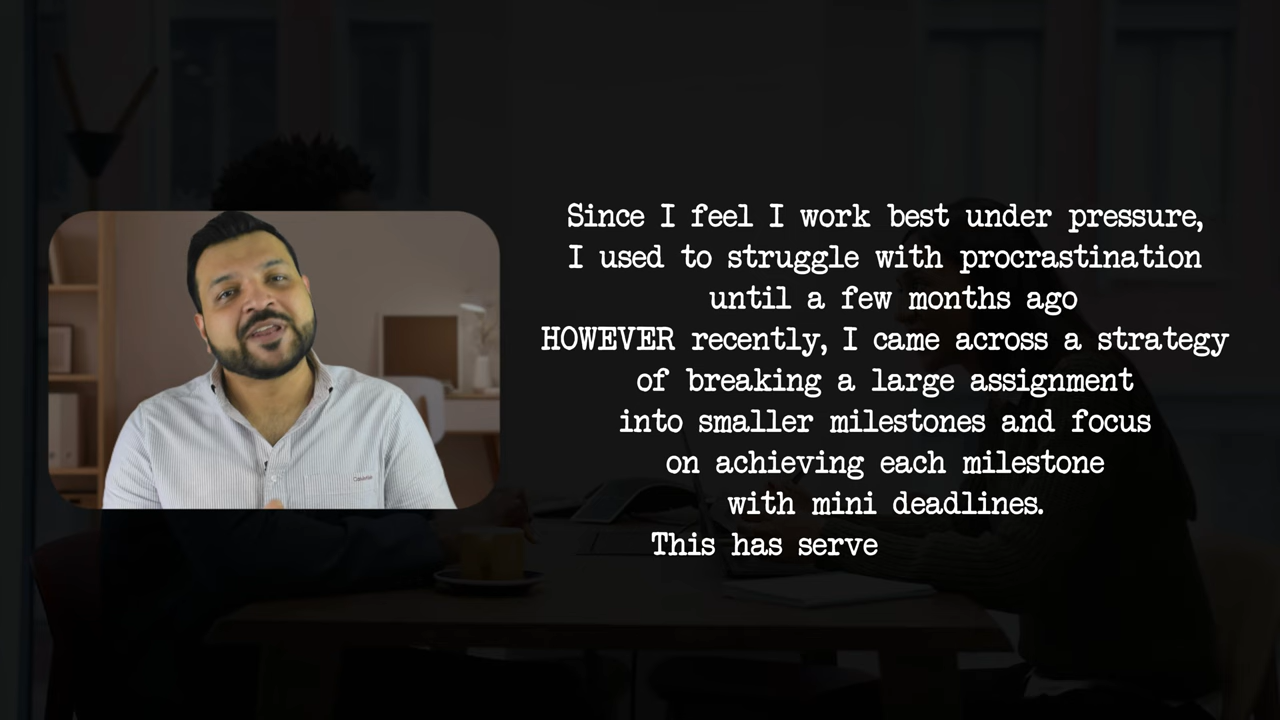 Since I feel I work best under pressure,
I used to struggle with procrastination
until a few months ago
HOWEVER recently, I came across a strategy
of breaking a large assignment
into smaller milestones and focus
on achieving each milestone
with mini deadlines.
This has serve